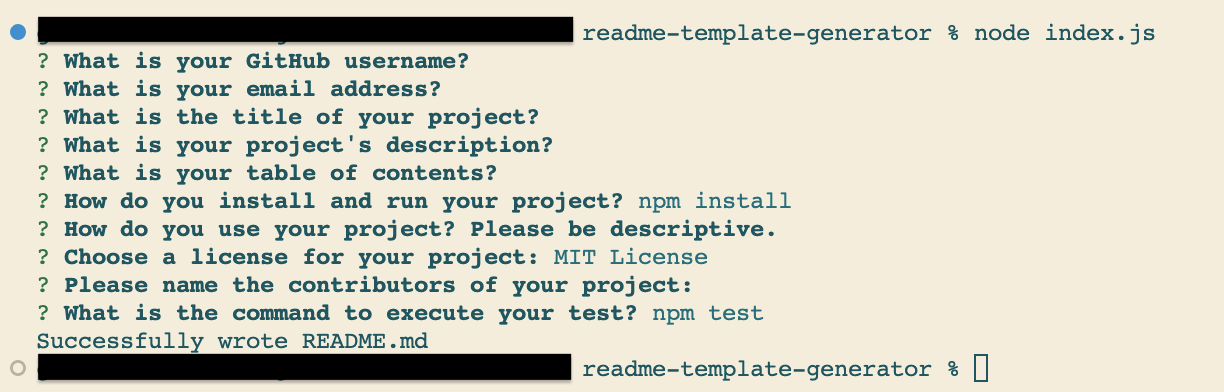 readme-template-generator % node index.js
? What is your GitHub username?
? What is your email address?
? What is the title of your project?
? What is your project's description?
? What is your table of contents?
? How do you install and run your project? npm install
? How do you use your project? Please be descriptive.
? Choose a license for your project: MIT License
? Please name the contributors of your project:
? What is the command to execute your test? npm test
Successfully wrote README.md
readme-template-generator %